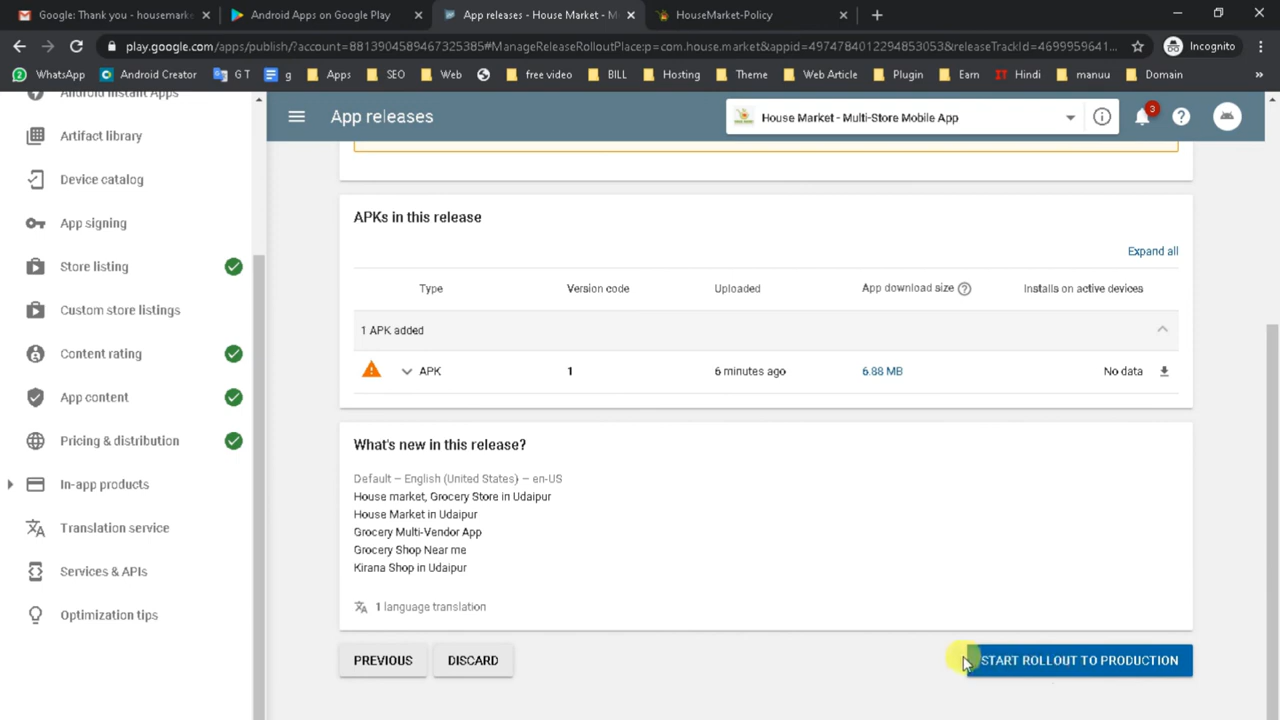 Google: Thank you - housemarke
Android Apps on Google Play
App releases - House Market - M
HouseMarket-Policy
play.google.com/apps/publish/?account=8813904589467325385#ManageReleaseRolloutPlace:p=com.house.market&appid=4974784012294853053&releaseTrackId=4699959641...
Incognito
WhatsApp
Android Creator
G T
g
Apps
SEO
Web
free video
BILL
Hosting
Theme
Web Article
Plugin
Earn
Hindi
manuu
Domain
Android Instant Apps
Artifact library
Device catalog
App signing
Store listing
Custom store listings
Content rating
App content
Pricing & distribution
In-app products
Translation service
Services & APIs
Optimization tips
App releases
House Market - Multi-Store Mobile App
3
APKs in this release
Expand all
Type Version code Uploaded App download size Installs on active devices
1 APK added
APK 1 6 minutes ago 6.88 MB No data
What's new in this release?
Default – English (United States) – en-US
House market, Grocery Store in Udaipur
House Market in Udaipur
Grocery Multi-Vendor App
Grocery Shop Near me
Kirana Shop in Udaipur
1 language translation
PREVIOUS
DISCARD
START ROLLOUT TO PRODUCTION